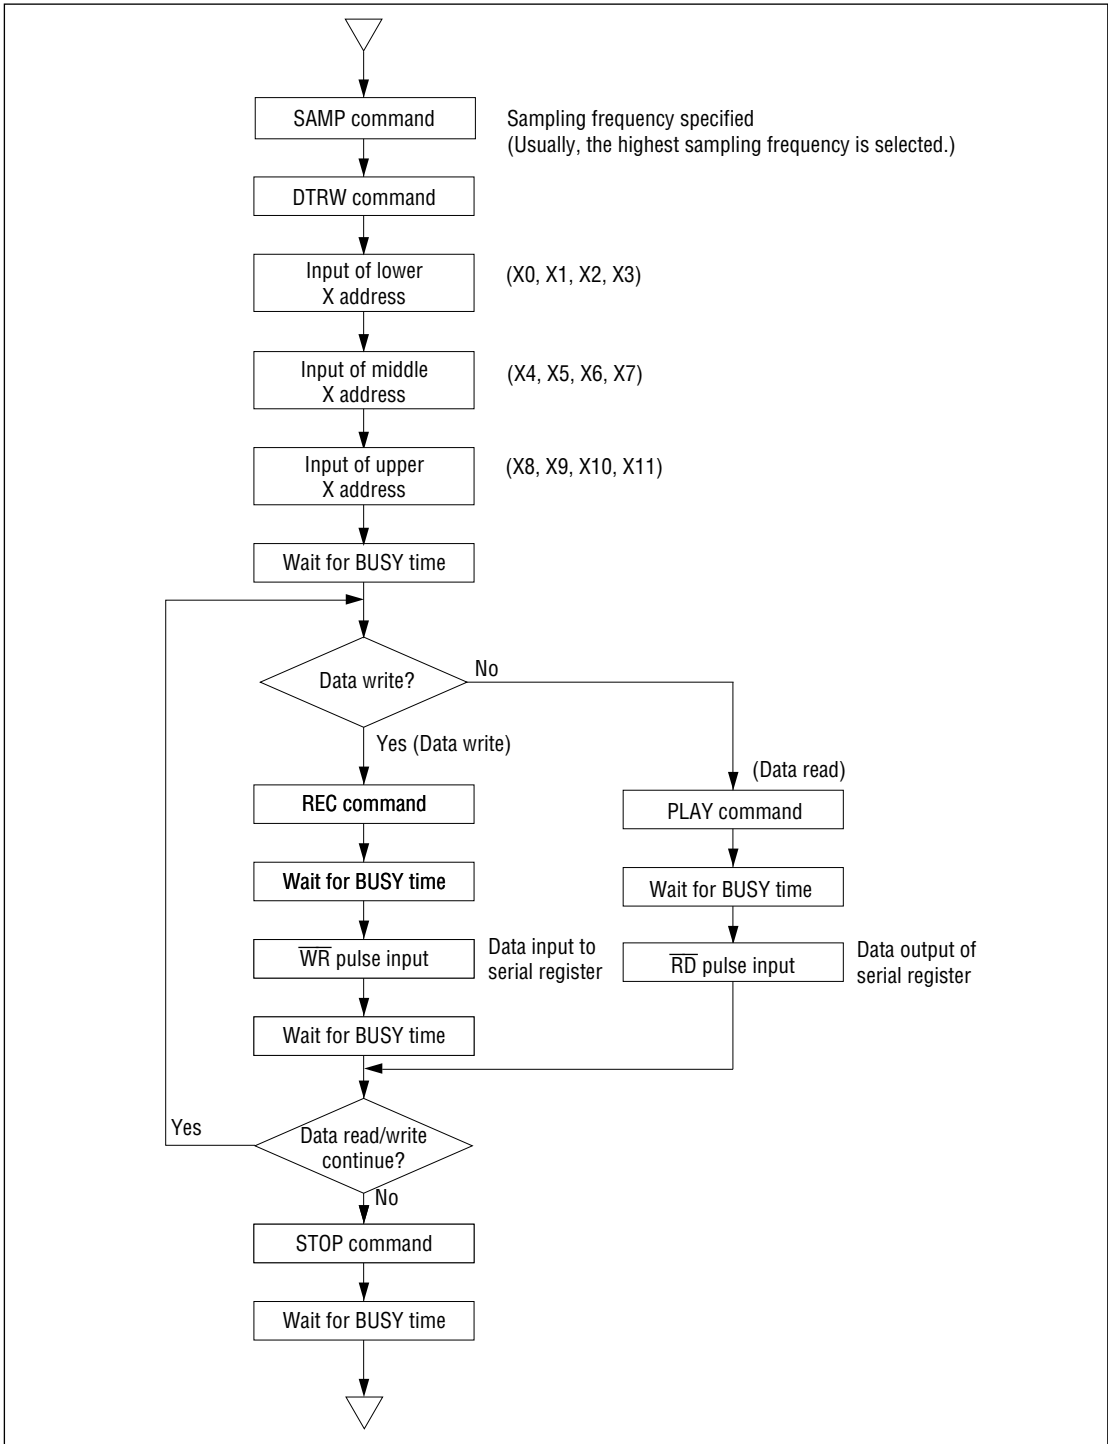 SAMP command
Sampling frequency specified
(Usually, the highest sampling frequency is selected.)
DTRW command
Input of lower
X address
(X0, X1, X2, X3)
Input of middle
X address
(X4, X5, X6, X7)
Input of upper
X address
(X8, X9, X10, X11)
Wait for BUSY time
Data write?
No
Yes (Data write)
(Data read)
REC command
PLAY command
Wait for BUSY time
Wait for BUSY time
W̅R̅ pulse input
Data input to
serial register
R̅D̅ pulse input
Data output of
serial register
Wait for BUSY time
Yes
Data read/write
continue?
No
STOP command
Wait for BUSY time